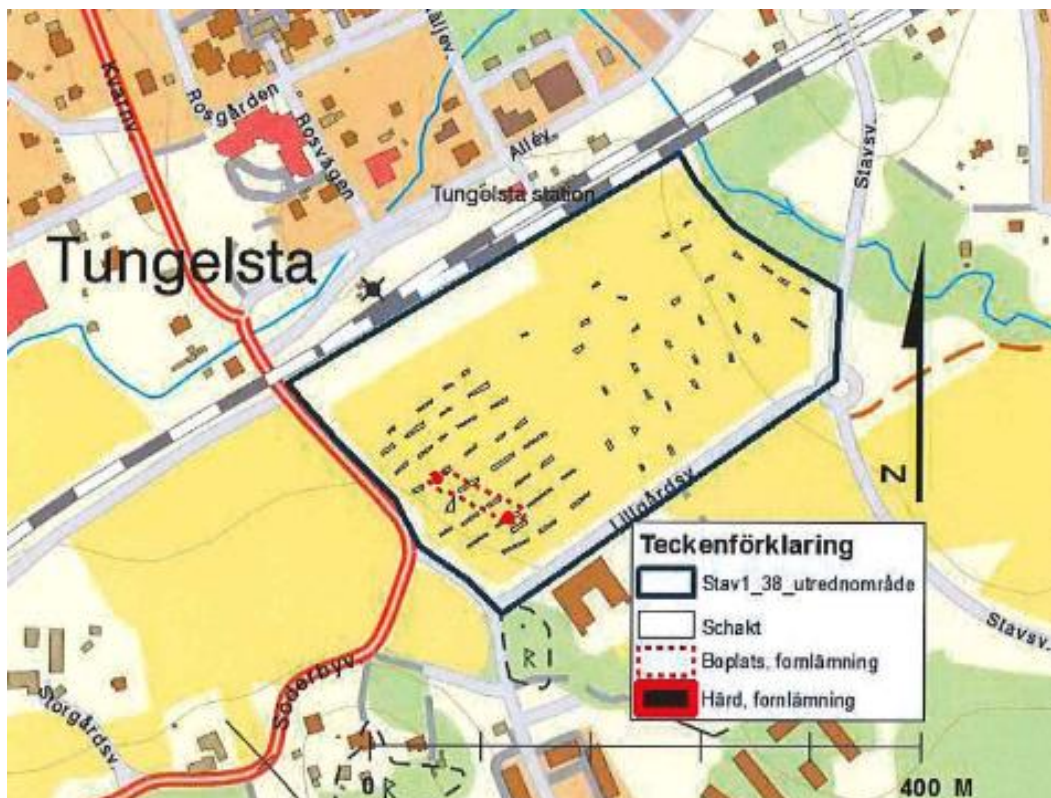 Kvarnv
Rosgården
Rosvägen
Allév.
Stavsv.
Tungelsta station
Tungelsta
N
Lillgårdsv.
Teckenförklaring
Stav1_38_utrednområde
Schakt
Boplats, fornlämning
Härd, fornlämning
Stavsv.
R
Söderbyv
Storgårdsv.
0
R
400 M